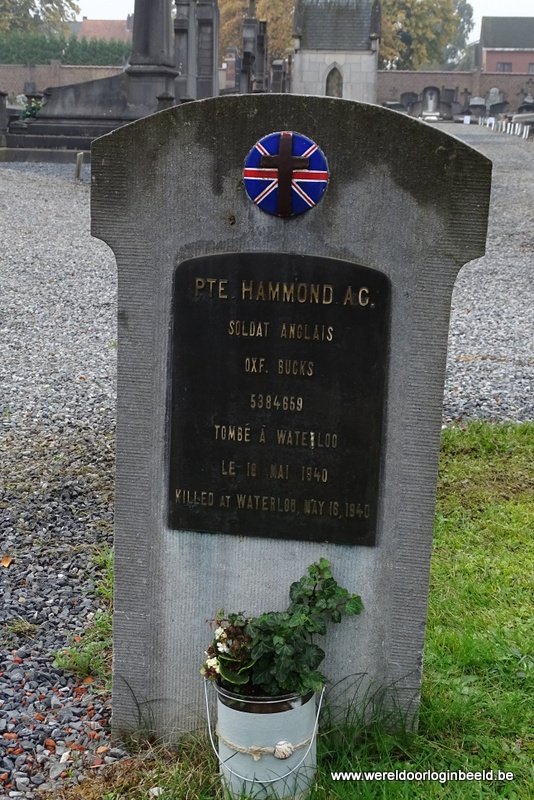 PTE. HAMMOND A.C.
SOLDAT ANGLAIS
OXF. BUCKS
5384659
TOMBÉ À WATERLOO
LE 16 MAI 1940
KILLED AT WATERLOO, MAY 16, 1940
www.wereldoorloginbeeld.be